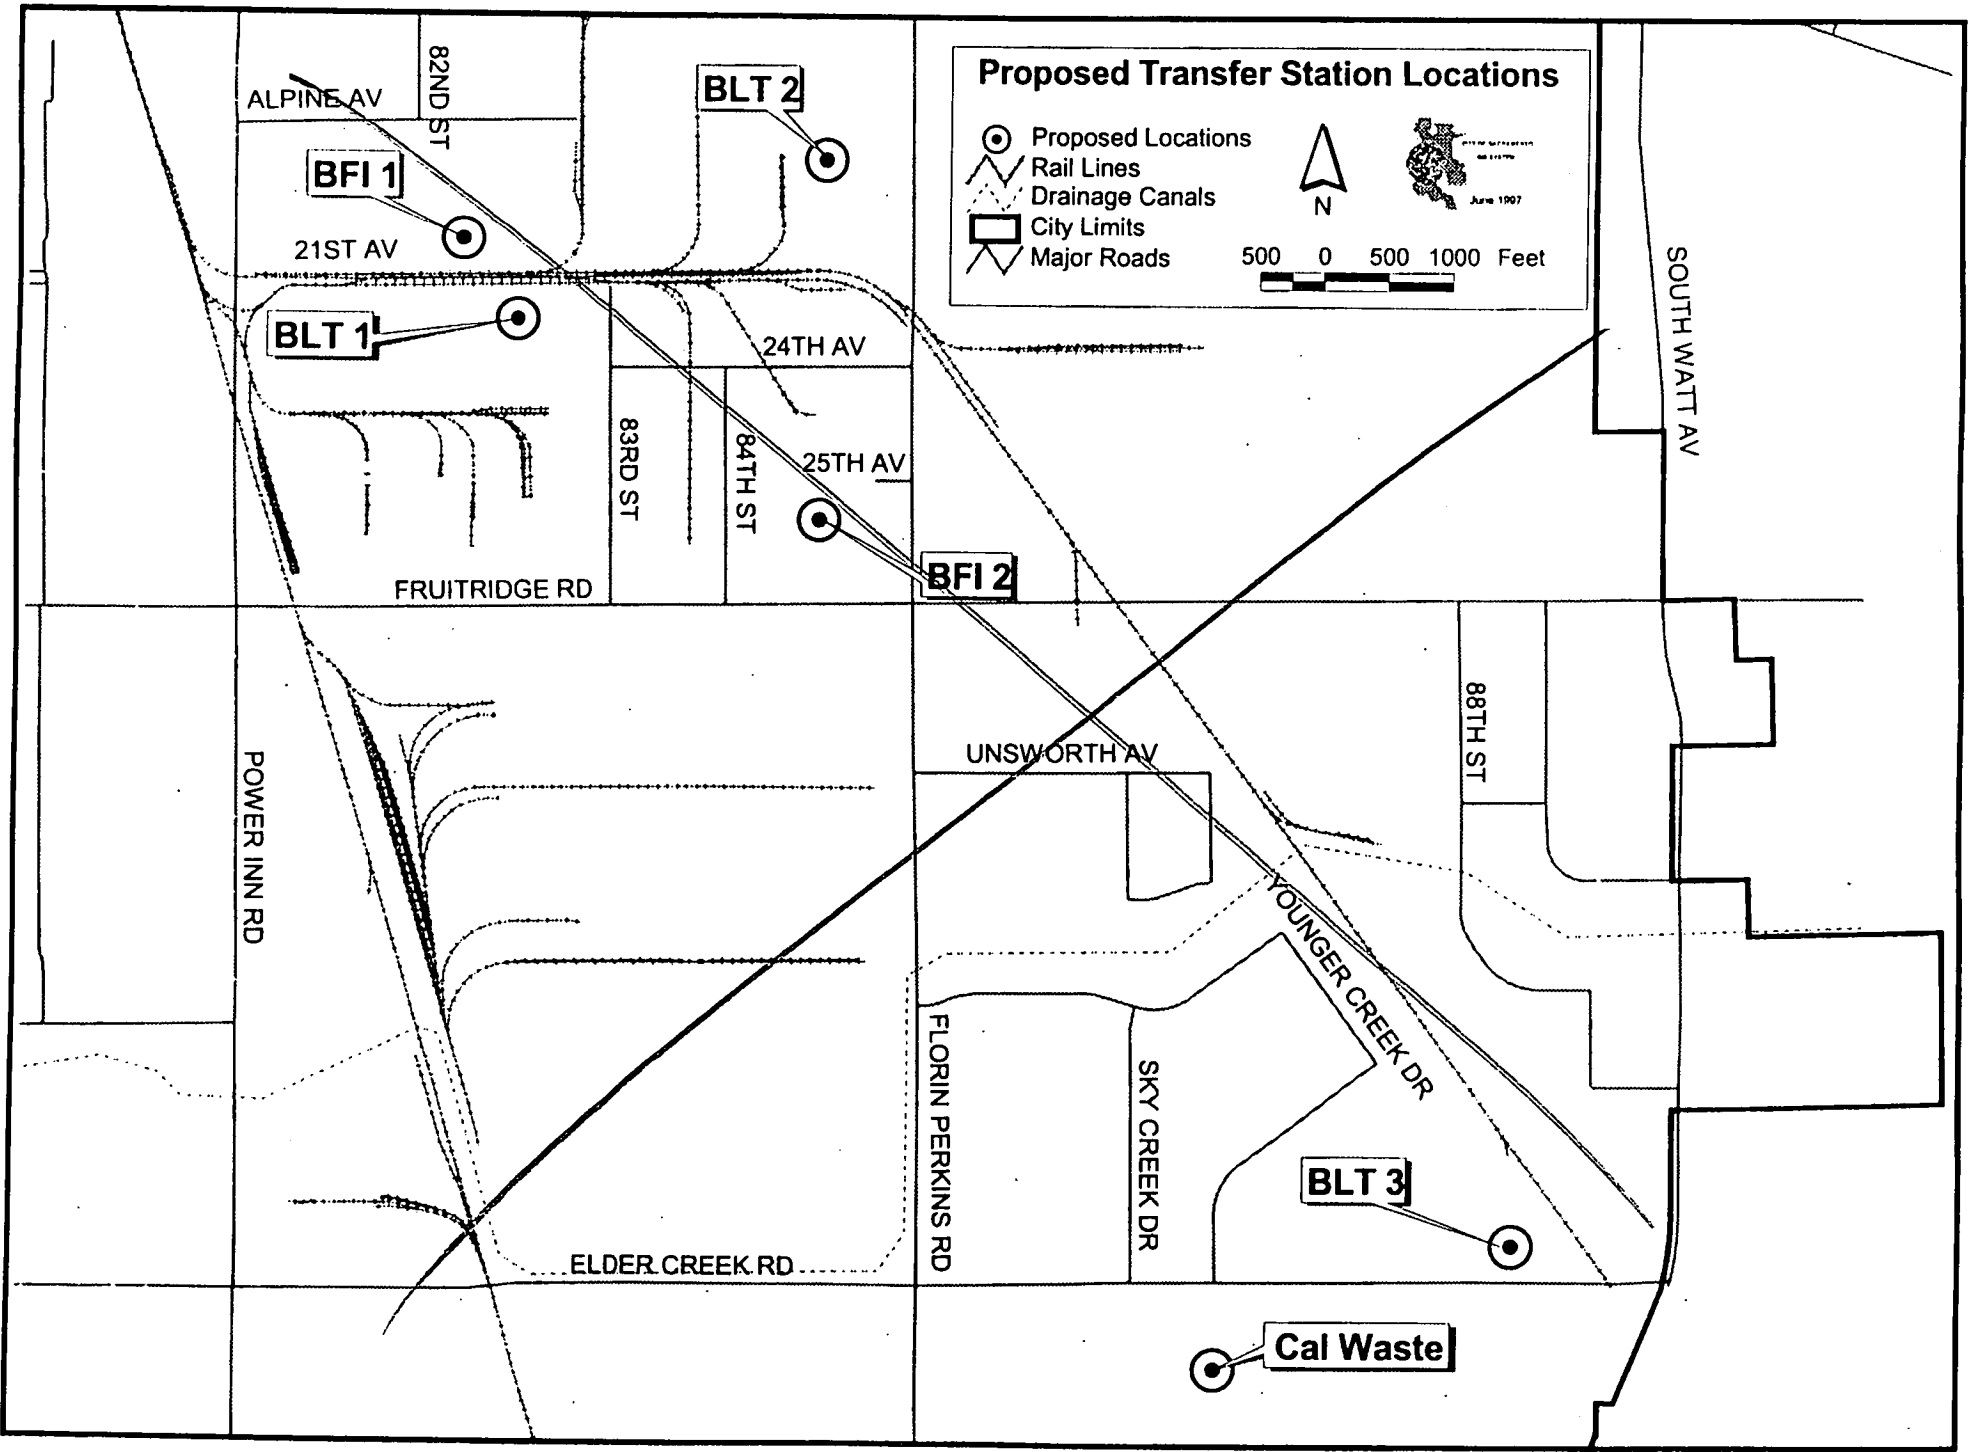 Proposed Transfer Station Locations
Proposed Locations
Rail Lines
Drainage Canals
City Limits
Major Roads
N
June 1997
500 0 500 1000 Feet
82ND ST
ALPINE AV
BLT 2
BFI 1
21ST AV
BLT 1
24TH AV
83RD ST
84TH ST
25TH AV
BFI 2
FRUITRIDGE RD
SOUTH WATT AV
88TH ST
UNSWORTH AV
POWER INN RD
YOUNGER CREEK DR
FLORIN PERKINS RD
SKY CREEK DR
BLT 3
ELDER CREEK RD
Cal Waste